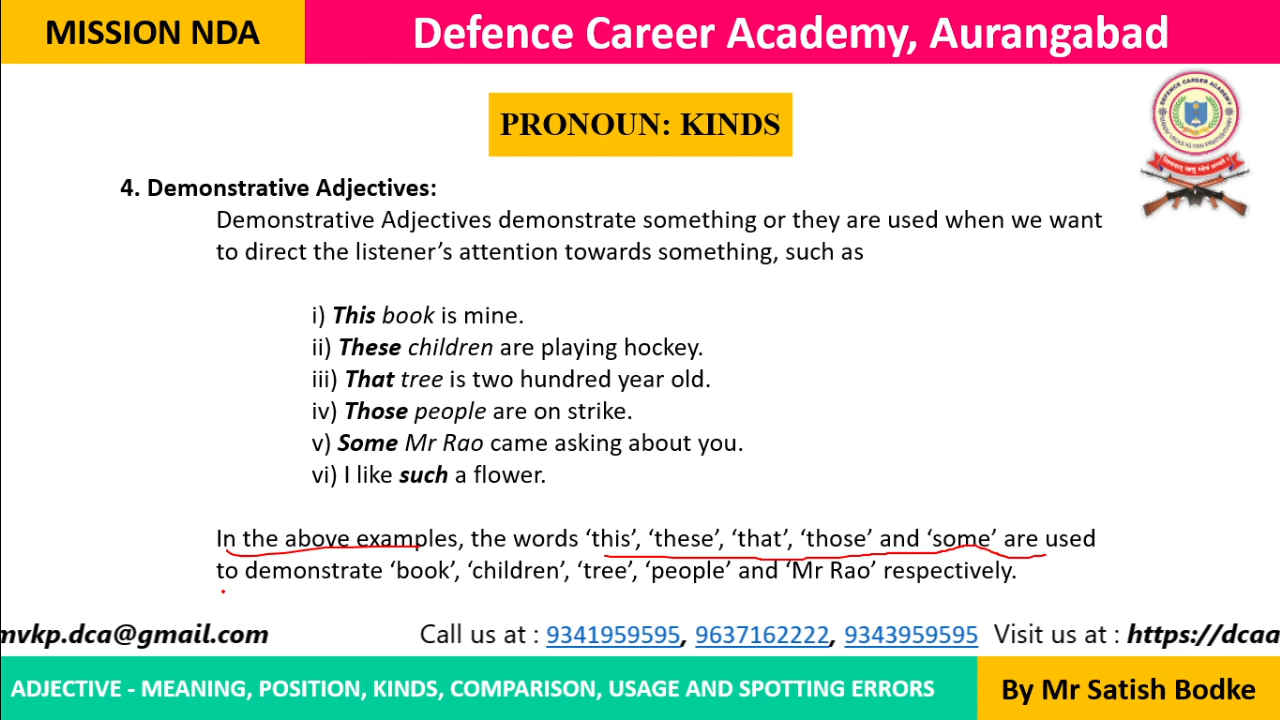 MISSION NDA
Defence Career Academy, Aurangabad
DEFENCE CAREER ACADEMY
PRONOUN: KINDS
4. Demonstrative Adjectives:
Demonstrative Adjectives demonstrate something or they are used when we want
to direct the listener’s attention towards something, such as
i) This book is mine.
ii) These children are playing hockey.
iii) That tree is two hundred year old.
iv) Those people are on strike.
v) Some Mr Rao came asking about you.
vi) I like such a flower.
In the above examples, the words ‘this’, ‘these’, ‘that’, ‘those’ and ‘some’ are used
to demonstrate ‘book’, ‘children’, ‘tree’, ‘people’ and ‘Mr Rao’ respectively.
mvkp.dca@gmail.com Call us at : 9341959595, 9637162222, 9343959595 Visit us at : https://dcaa
ADJECTIVE - MEANING, POSITION, KINDS, COMPARISON, USAGE AND SPOTTING ERRORS
By Mr Satish Bodke